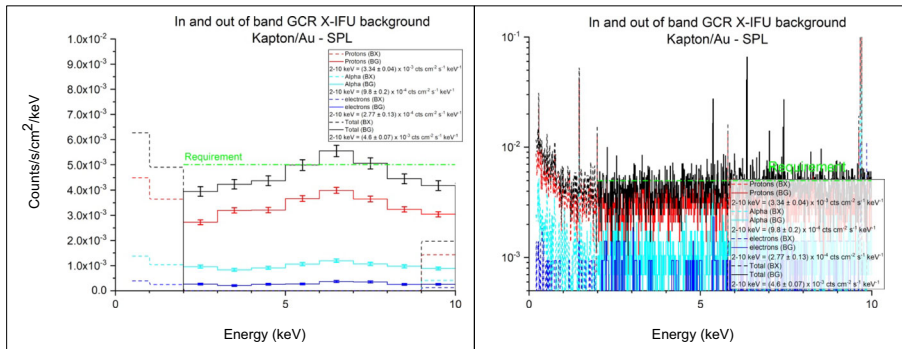 In and out of band GCR X-IFU background
Kapton/Au - SPL
Counts/s/cm²/keV
1.0x10⁻²
9.0x10⁻³
8.0x10⁻³
7.0x10⁻³
6.0x10⁻³
5.0x10⁻³
4.0x10⁻³
3.0x10⁻³
2.0x10⁻³
1.0x10⁻³
0.0
Protons (BX)
Protons (BG)
2-10 keV = (3.34 ± 0.04) x 10⁻³ cts cm⁻² s⁻¹ keV⁻¹
Alpha (BX)
Alpha (BG)
2-10 keV = (9.8 ± 0.2) x 10⁻⁴ cts cm⁻² s⁻¹ keV⁻¹
electrons (BX)
electrons (BG)
2-10 keV = (2.77 ± 0.13) x 10⁻⁴ cts cm⁻² s⁻¹ keV⁻¹
Total (BX)
Total (BG)
2-10 keV = (4.6 ± 0.07) x 10⁻³ cts cm⁻² s⁻¹ keV⁻¹
Requirement
0 5 10
Energy (keV)
In and out of band GCR X-IFU background
Kapton/Au - SPL
10⁻¹
10⁻²
10⁻³
Requirement
Protons (BX)
Protons (BG)
2-10 keV = (3.34 ± 0.04) x 10⁻³ cts cm⁻² s⁻¹ keV⁻¹
Alpha (BX)
Alpha (BG)
2-10 keV = (9.8 ± 0.2) x 10⁻⁴ cts cm⁻² s⁻¹ keV⁻¹
electrons (BX)
electrons (BG)
2-10 keV = (2.77 ± 0.13) x 10⁻⁴ cts cm⁻² s⁻¹ keV⁻¹
Total (BX)
Total (BG)
2-10 keV = (4.6 ± 0.07) x 10⁻³ cts cm⁻² s⁻¹ keV⁻¹
0 5 10
Energy (keV)